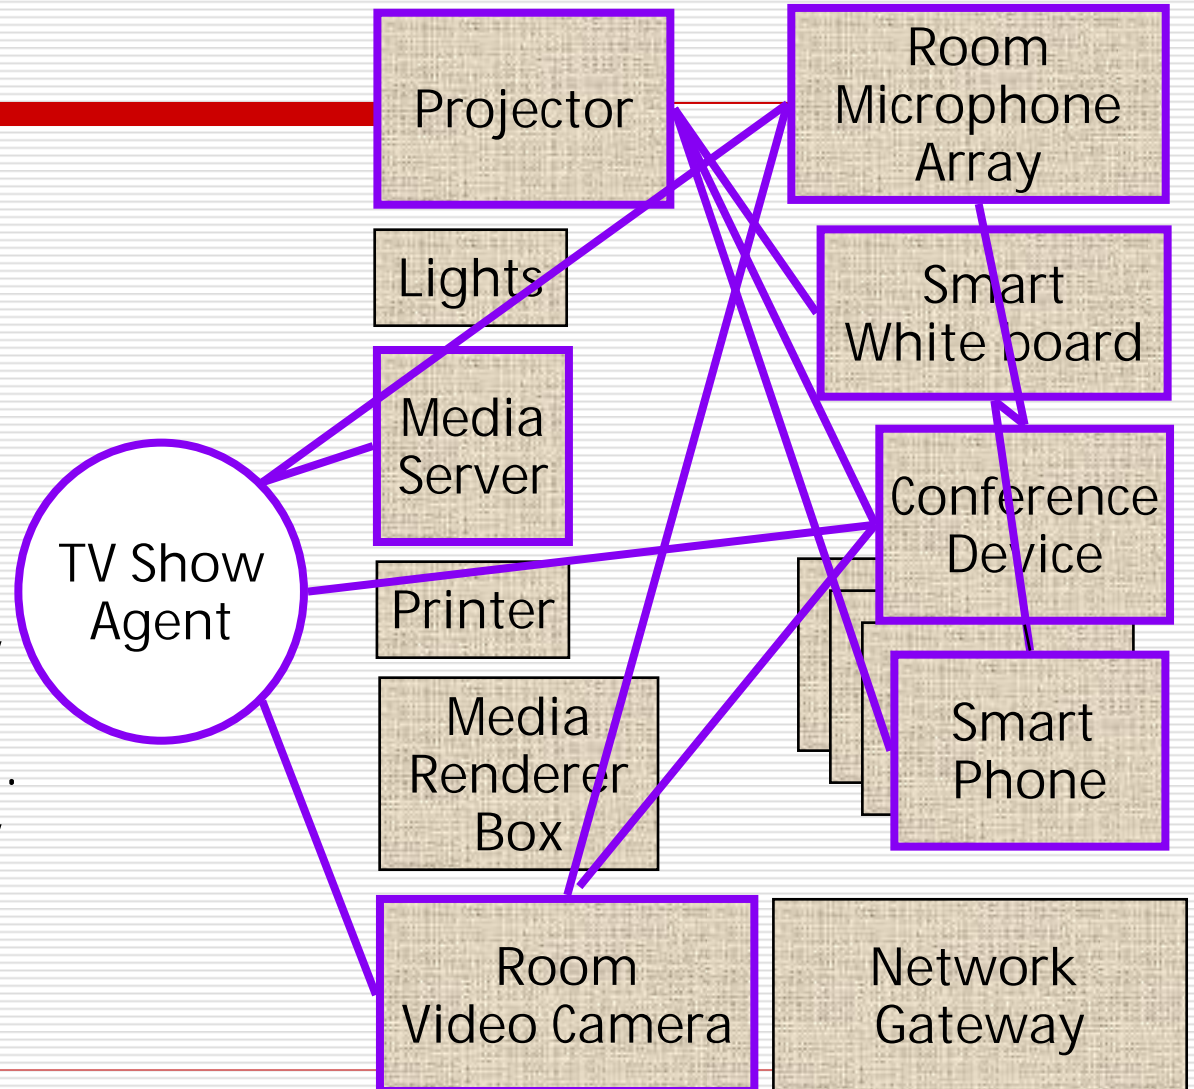 Projector
Room
Microphone
Array
Lights
Smart
White board
Media
Server
Conference
Device
TV Show
Agent
Printer
Media
Renderer
Box
Smart
Phone
Room
Video Camera
Network
Gateway